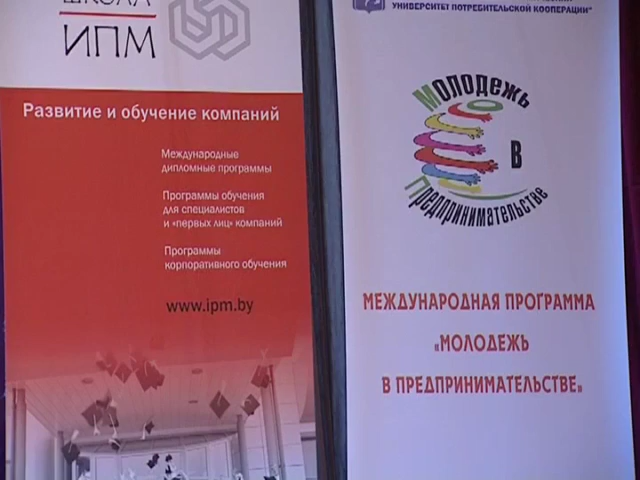 ШКОЛА
ИПМ
Развитие и обучение компаний
Международные
дипломные программы
Программы обучения
для специалистов
и «первых лиц» компаний
Программы
корпоративного обучения
www.ipm.by
УНИВЕРСИТЕТ ПОТРЕБИТЕЛЬСКОЙ КООПЕРАЦИИ"
Молодежь
в
предпринимательстве
МЕЖДУНАРОДНАЯ ПРОГРАММА
«МОЛОДЕЖЬ
В ПРЕДПРИНИМАТЕЛЬСТВЕ»